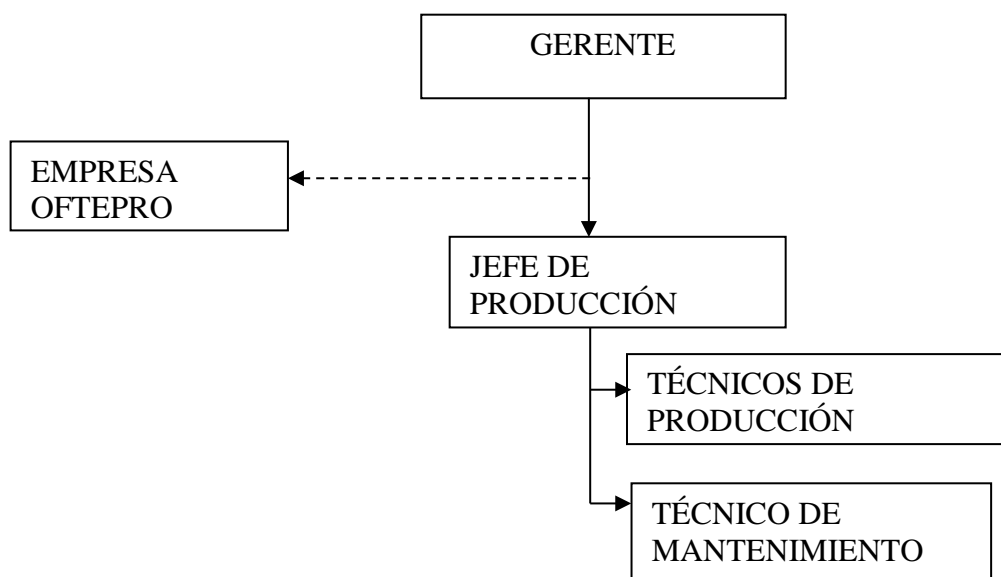 GERENTE
EMPRESA
OFTEPRO
JEFE DE
PRODUCCIÓN
TÉCNICOS DE
PRODUCCIÓN
TÉCNICO DE
MANTENIMIENTO